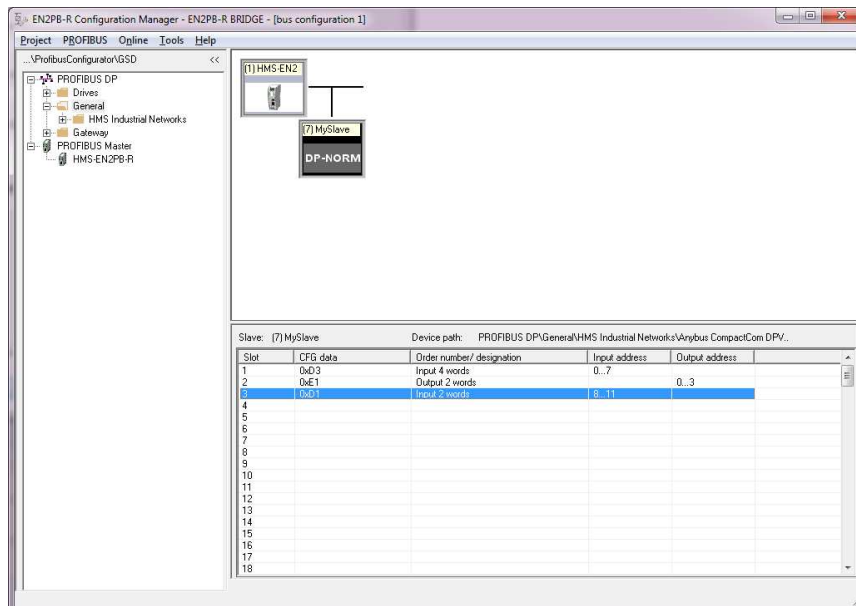 EN2PB-R Configuration Manager - EN2PB-R BRIDGE - [bus configuration 1]
Project PROFIBUS Online Tools Help
...\ProfibusConfigurator\GSD <<
PROFIBUS DP
Drives
General
HMS Industrial Networks
Gateway
PROFIBUS Master
HMS-EN2PB-R
(1) HMS-EN2
(7) MySlave
DP-NORM
Slave: (7) MySlave Device path: PROFIBUS DP\General\HMS Industrial Networks\Anybus CompactCom DPV..
Slot CFG data Order number/ designation Input address Output address
1 0xD3 Input 4 words 0...7
2 0xE1 Output 2 words 0...3
3 0xD1 Input 2 words 8...11
4
5
6
7
8
9
10
11
12
13
14
15
16
17
18